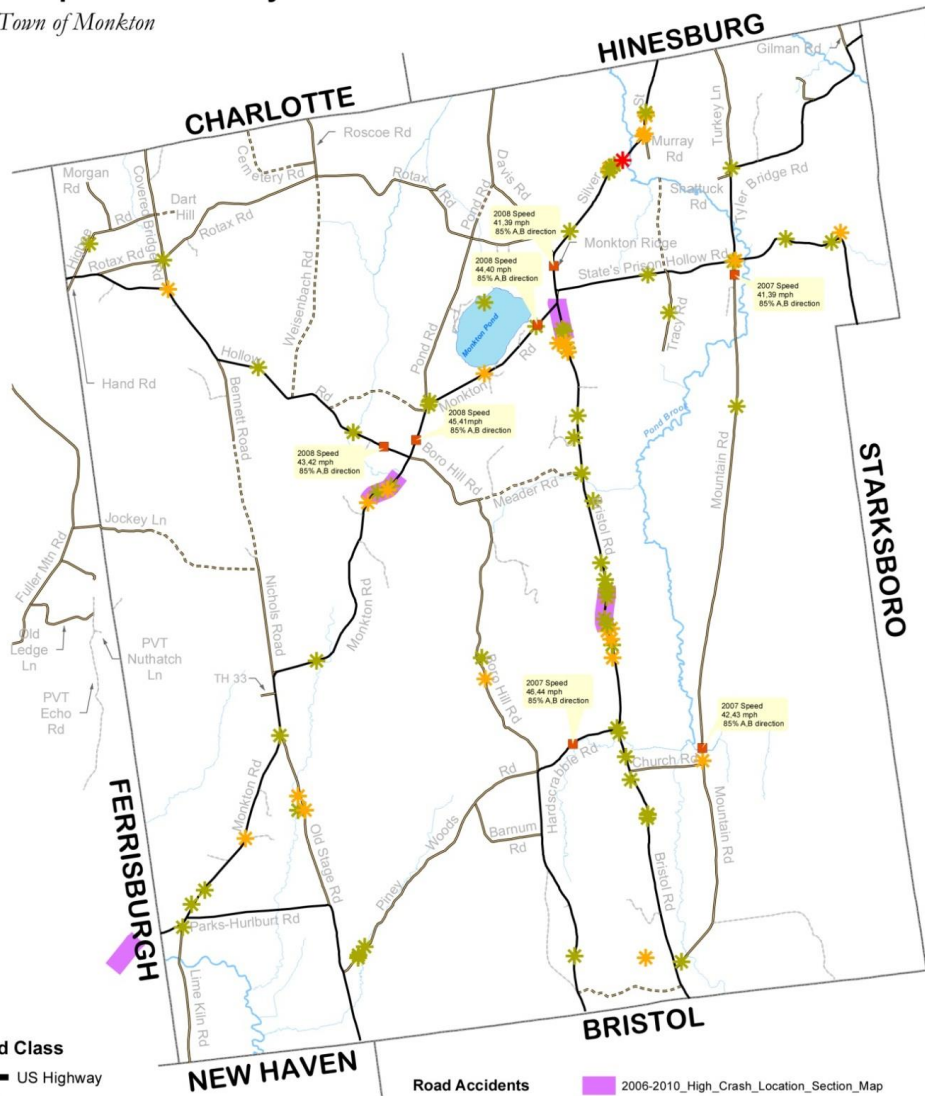 Town of Monkton
HINESBURG
Gilman Rd
CHARLOTTE
Roscoe Rd
St
Murray
Rd
Turkey Ln
Cemetery Rd
Morgan
Rd
Covered Bridge Rd
Dart
Hill
Rd
Rotax Rd
Rotax
Rd
Davis Rd
Pond Rd
Silver
Shattuck
Rd
Tyler Bridge Rd
2008 Speed
41,39 mph
85% A,B direction
Monkton Ridge
Rotax Rd
2008 Speed
44,40 mph
85% A,B direction
State's Prison Hollow Rd
2007 Speed
41,39 mph
85% A,B direction
Weisenbach Rd
Monkton Pond
Tracy Rd
Pond Rd
Rd
Hollow
Hand Rd
Rd
Monkton
Bennett Road
2008 Speed
45,41mph
85% A,B direction
Pond Brook
2008 Speed
43,42 mph
85% A,B direction
Boro Hill Rd
Meader Rd
Mountain Rd
STARKSBORO
Jockey Ln
Bristol Rd
Fuller Mtn Rd
Nichols Road
Monkton Rd
Old
Ledge
Ln
PVT
Nuthatch
Ln
TH 33
PVT
Echo
Rd
Boro Hill Rd
2007 Speed
46,44 mph
85% A,B direction
2007 Speed
42,43 mph
85% A,B direction
Church Rd
Hardscrabble Rd
Rd
FERRISBURGH
Monkton Rd
Old Stage Rd
Woods
Barnum
Rd
Mountain Rd
Piney
Bristol Rd
Parks-Hurlburt Rd
Lime Kiln Rd
BRISTOL
NEW HAVEN
d Class
US Highway
Road Accidents
2006-2010_High_Crash_Location_Section_Map